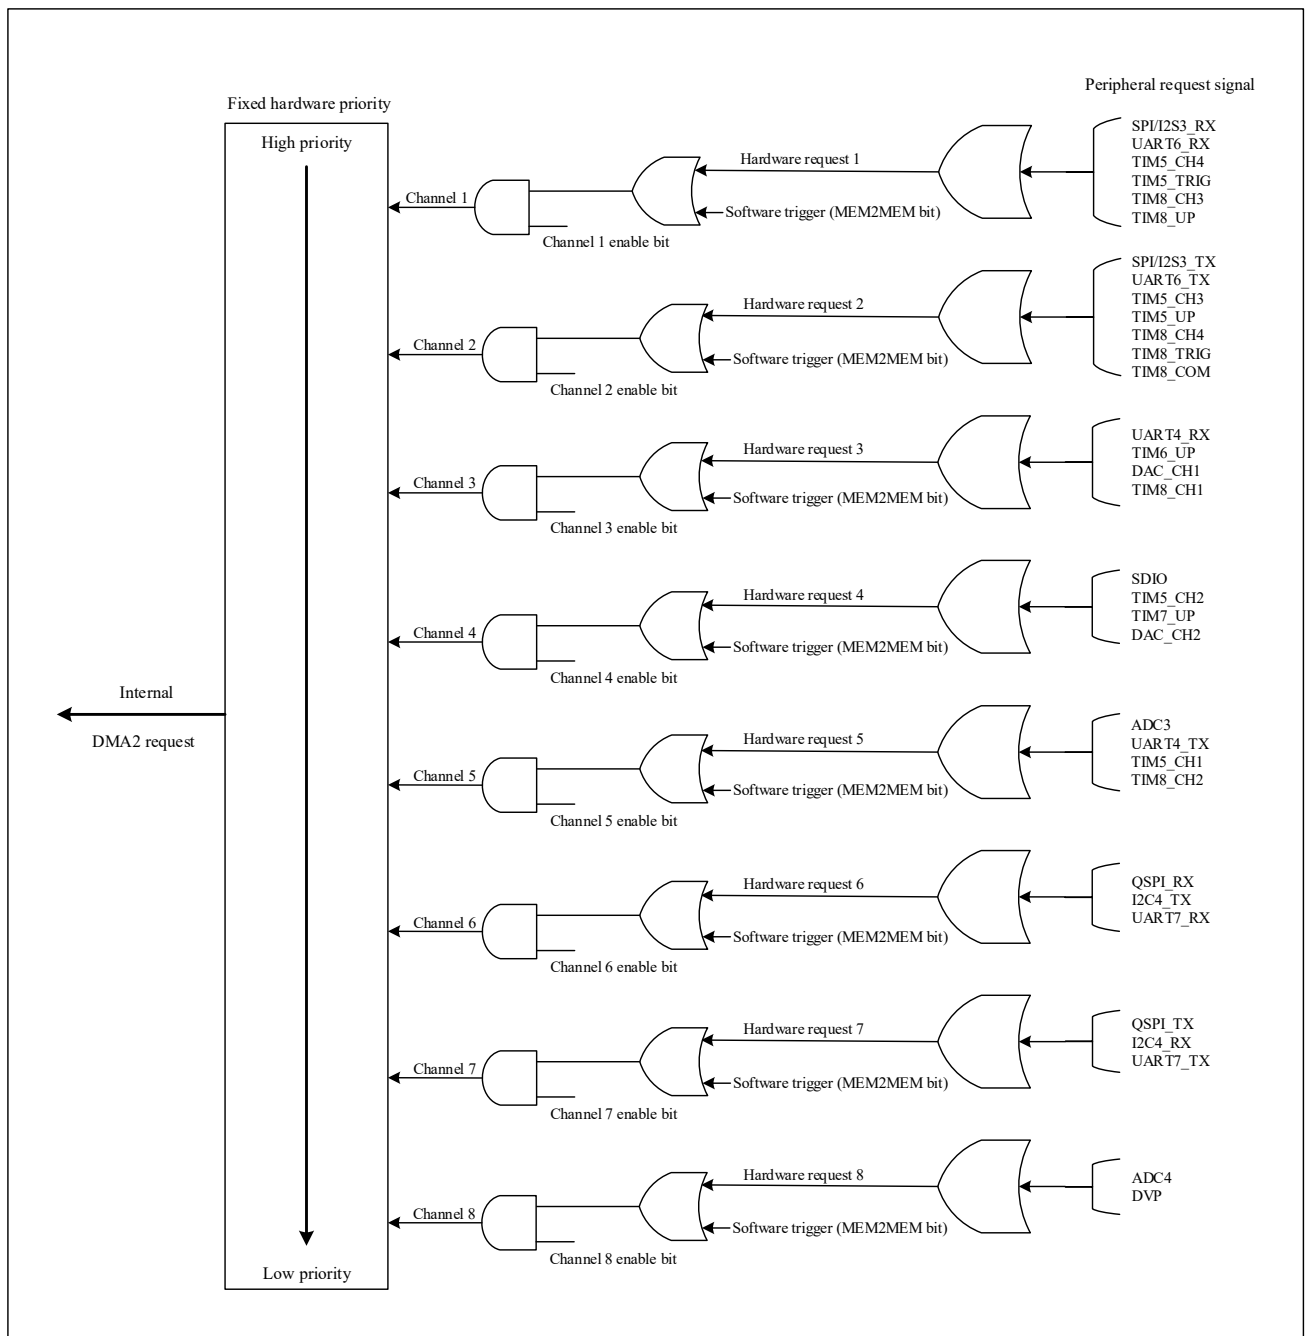 Peripheral request signal
Fixed hardware priority
High priority
SPI/I2S3_RX
UART6_RX
TIM5_CH4
TIM5_TRIG
TIM8_CH3
TIM8_UP
Hardware request 1
Channel 1
Software trigger (MEM2MEM bit)
Channel 1 enable bit
SPI/I2S3_TX
UART6_TX
TIM5_CH3
TIM5_UP
TIM8_CH4
TIM8_TRIG
TIM8_COM
Hardware request 2
Channel 2
Software trigger (MEM2MEM bit)
Channel 2 enable bit
UART4_RX
TIM6_UP
DAC_CH1
TIM8_CH1
Hardware request 3
Channel 3
Software trigger (MEM2MEM bit)
Channel 3 enable bit
SDIO
TIM5_CH2
TIM7_UP
DAC_CH2
Hardware request 4
Channel 4
Software trigger (MEM2MEM bit)
Channel 4 enable bit
Internal
DMA2 request
ADC3
UART4_TX
TIM5_CH1
TIM8_CH2
Hardware request 5
Channel 5
Software trigger (MEM2MEM bit)
Channel 5 enable bit
QSPI_RX
I2C4_TX
UART7_RX
Hardware request 6
Channel 6
Software trigger (MEM2MEM bit)
Channel 6 enable bit
QSPI_TX
I2C4_RX
UART7_TX
Hardware request 7
Channel 7
Software trigger (MEM2MEM bit)
Channel 7 enable bit
ADC4
DVP
Hardware request 8
Channel 8
Software trigger (MEM2MEM bit)
Channel 8 enable bit
Low priority